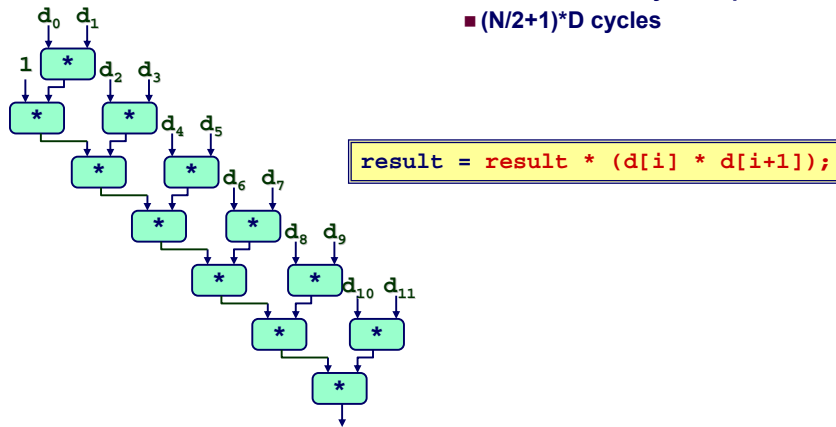 (N/2+1)*D cycles
d0 d1
1 * d2 d3
* * d4 d5
* * d6 d7
* * d8 d9
* * d10 d11
* *
*
result = result * (d[i] * d[i+1]);